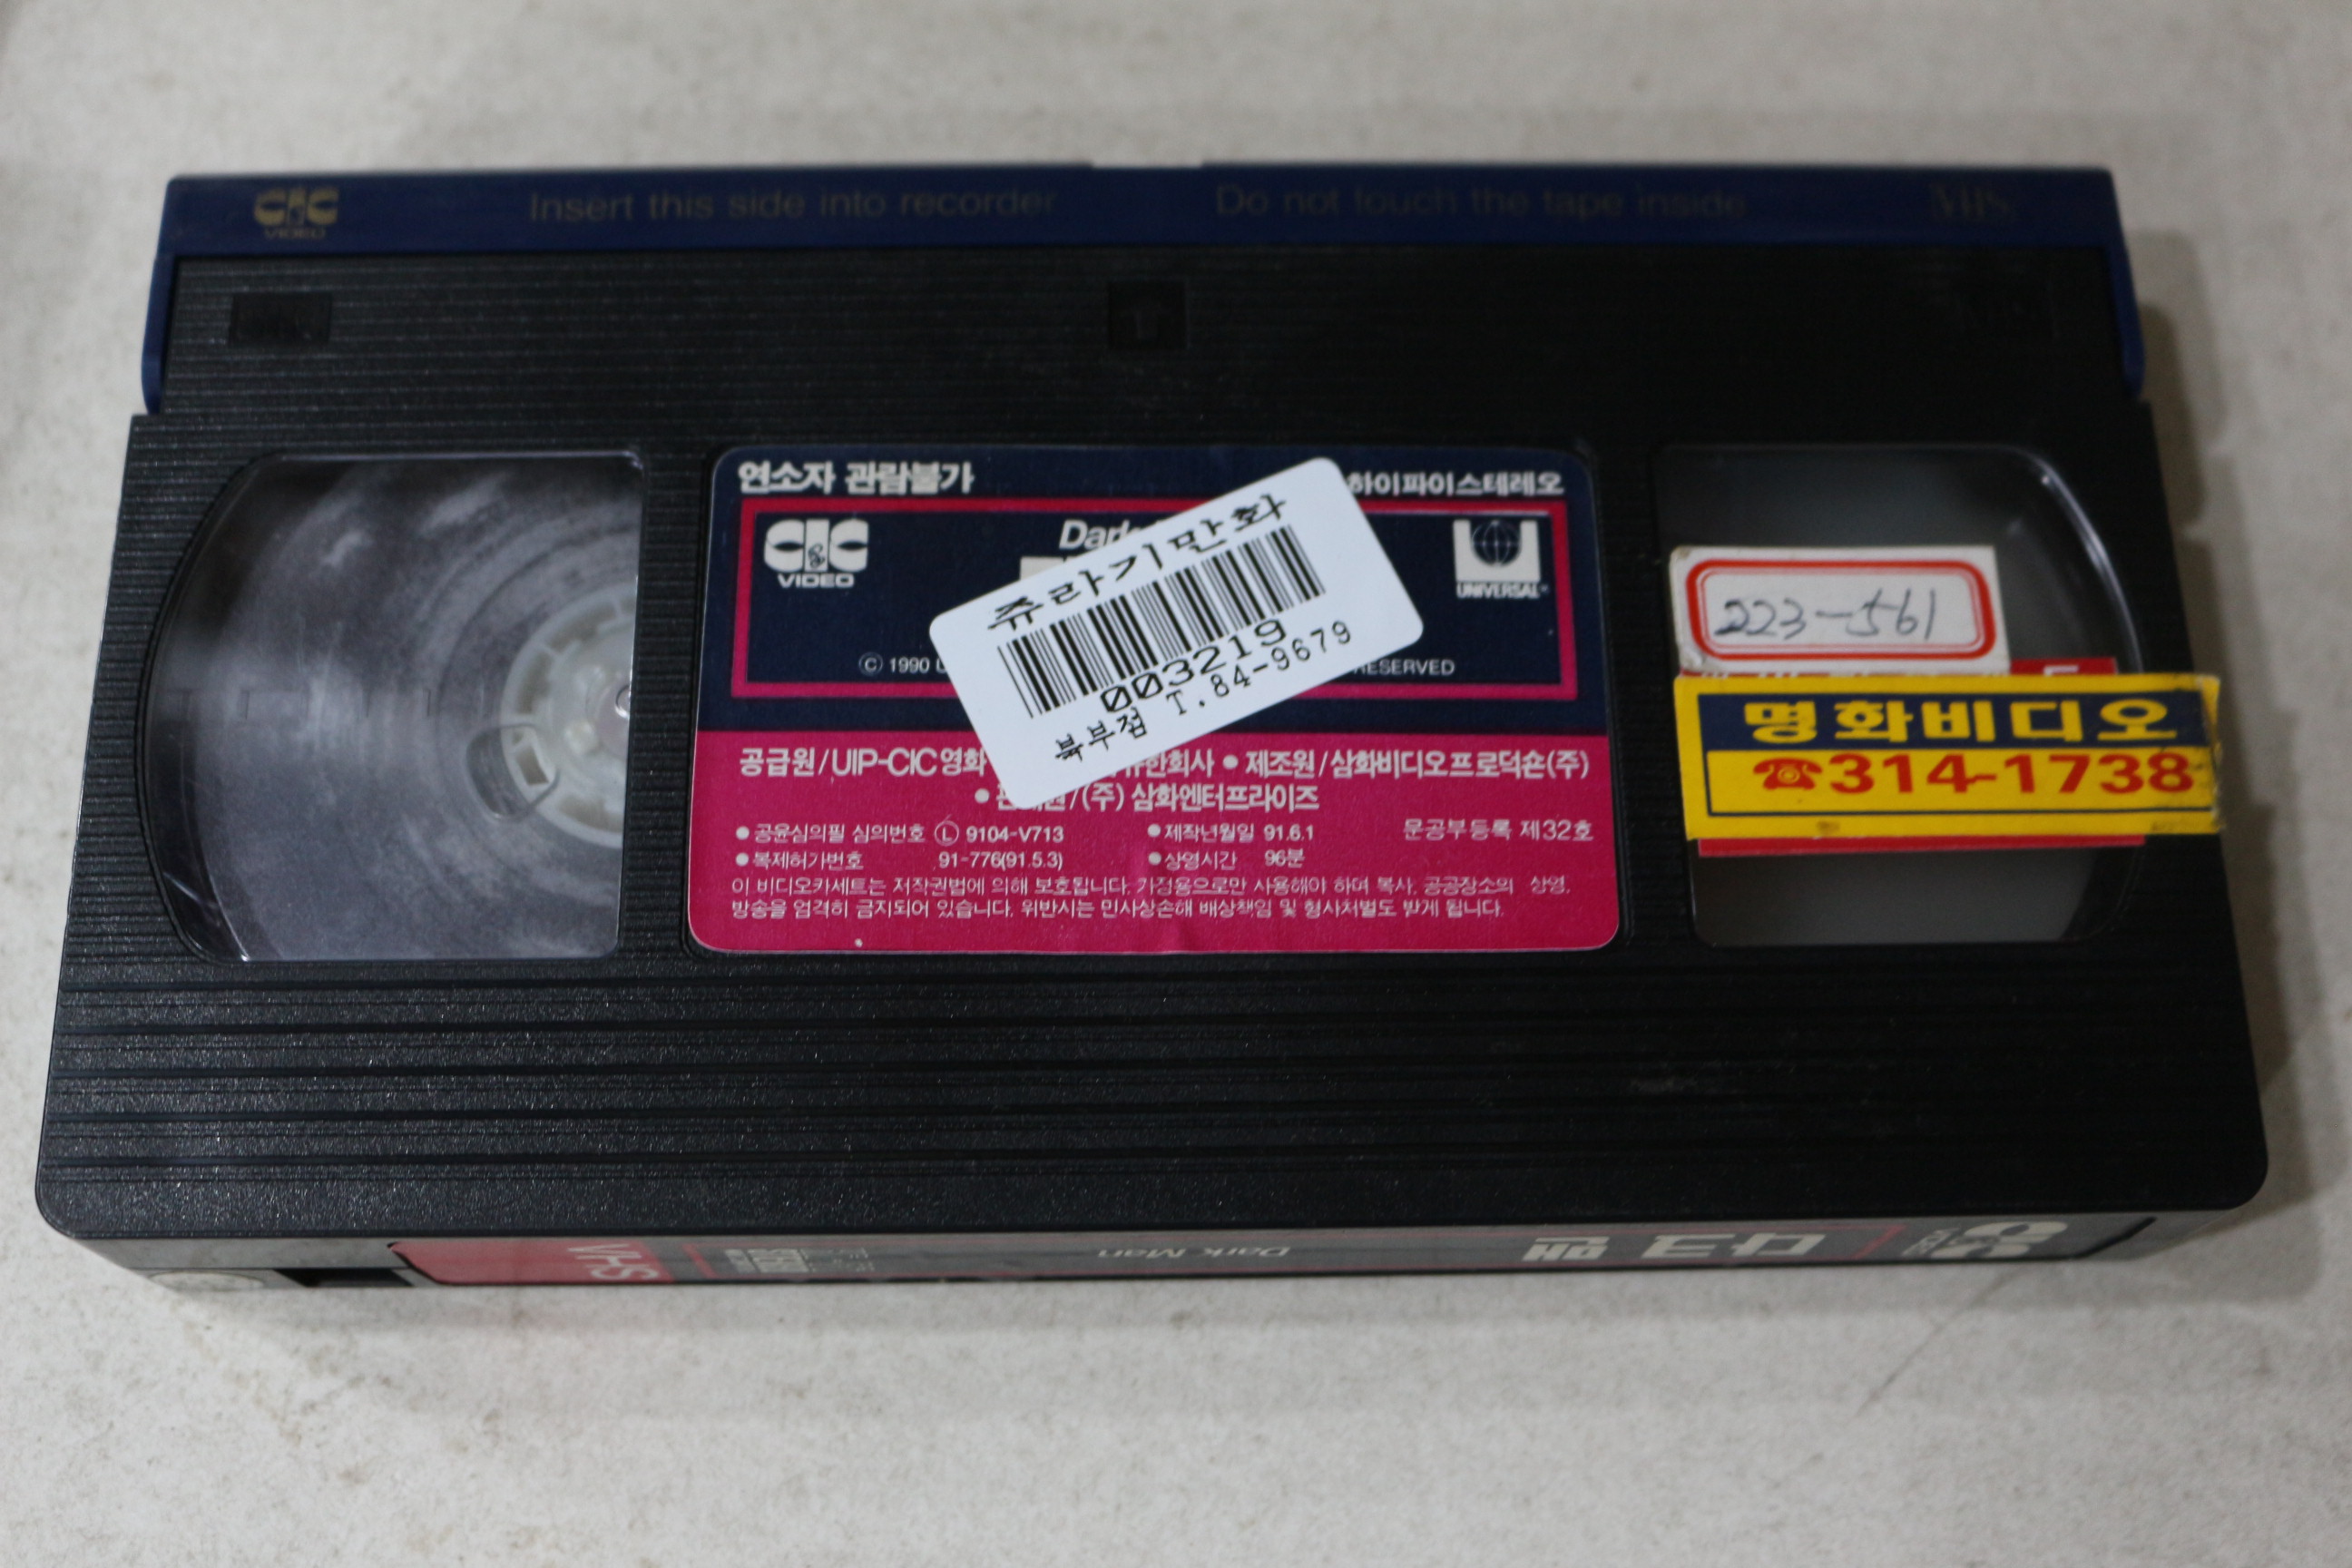 CIC VIDEO
Insert this side into recorder
Do not touch the tape inside
VHS
연소자 관람불가
하이파이스테레오
CIC VIDEO
UNIVERSAL
쥬라기만화
003219
북부점 T.84-9679
© 1990
RESERVED
공급원/UIP-CIC영화 유한회사 ● 제조원/삼화비디오프로덕숀(주)
/(주) 삼화엔터프라이즈
● 공윤심의필 심의번호 Ⓛ 9104-V713 ● 제작년월일 91.6.1 문공부등록 제32호
● 복제허가번호 91-776(91.5.3) ● 상영시간 96분
이 비디오카세트는 저작권법에 의해 보호됩니다. 가정용으로만 사용해야 하며 복사, 공공장소의 상영,
방송을 엄격히 금지되어 있습니다. 위반시는 민사상손해 배상책임 및 형사처벌도 받게 됩니다.
223-561
명화비디오
☎314-1738
다크맨
Dark Man
VHS